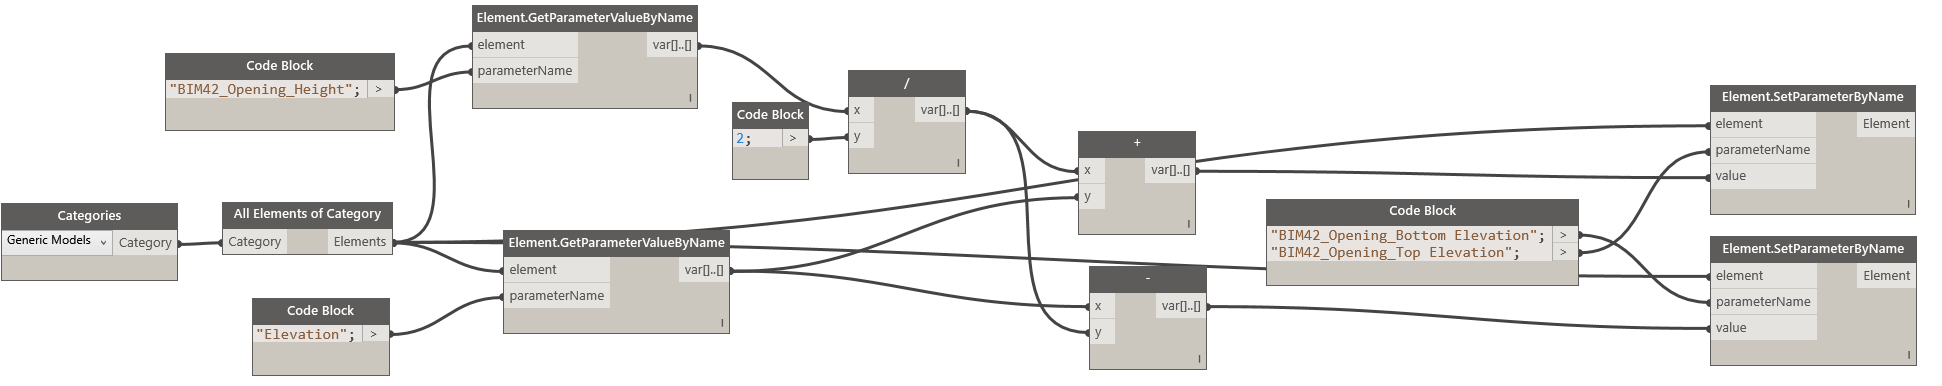 Element.GetParameterValueByName
element
var[]..[]
parameterName
l
Code Block
"BIM42_Opening_Height"; >
Code Block
2; >
/
x
var[]..[]
y
l
Categories
Generic Models
Category
All Elements of Category
Category
Elements
Element.GetParameterValueByName
element
var[]..[]
parameterName
l
Code Block
"Elevation"; >
+
x
var[]..[]
y
l
-
x
var[]..[]
y
l
Code Block
"BIM42_Opening_Bottom Elevation"; >
"BIM42_Opening_Top Elevation"; >
Element.SetParameterByName
element
Element
parameterName
value
l
Element.SetParameterByName
element
Element
parameterName
value
l